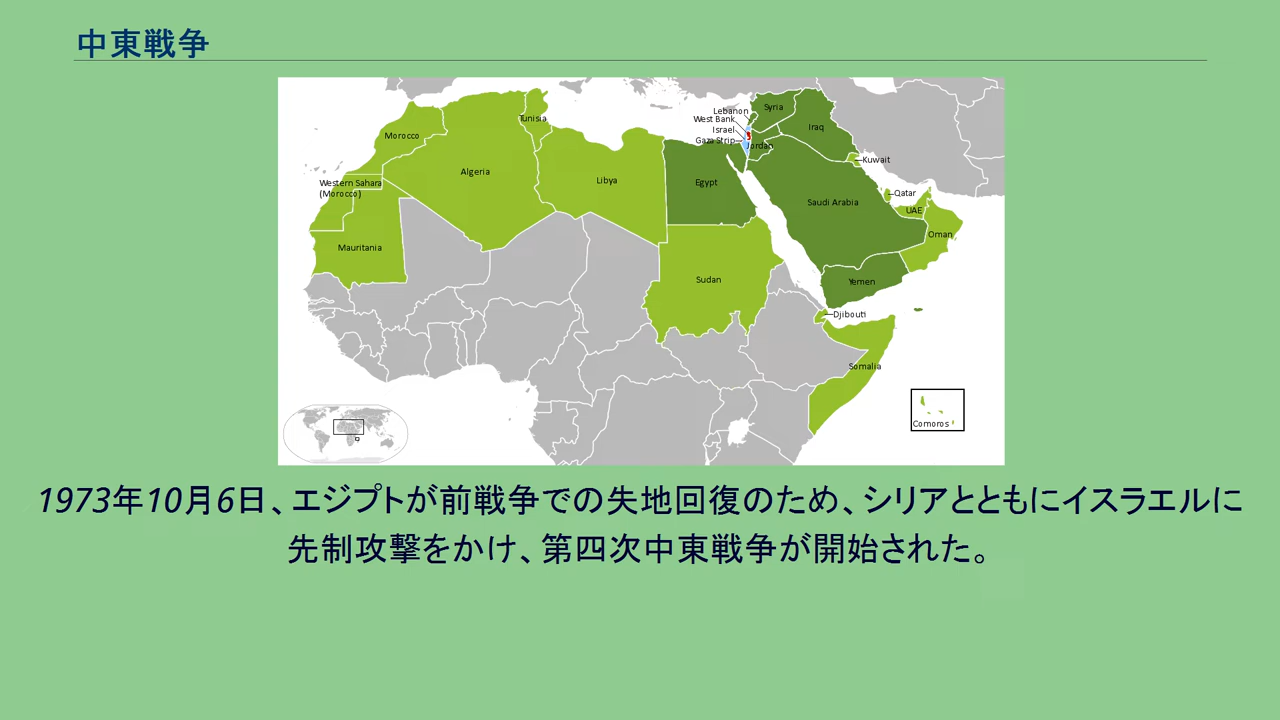 中東戦争
Lebanon
Syria
West Bank
Israel
Gaza Strip
Jordan
Iraq
Kuwait
Tunisia
Morocco
Algeria
Libya
Egypt
Western Sahara
(Morocco)
Qatar
Saudi Arabia
UAE
Oman
Mauritania
Sudan
Yemen
Djibouti
Somalia
Comoros
1973年10月6日、エジプトが前戦争での失地回復のため、シリアとともにイスラエルに
先制攻撃をかけ、第四次中東戦争が開始された。